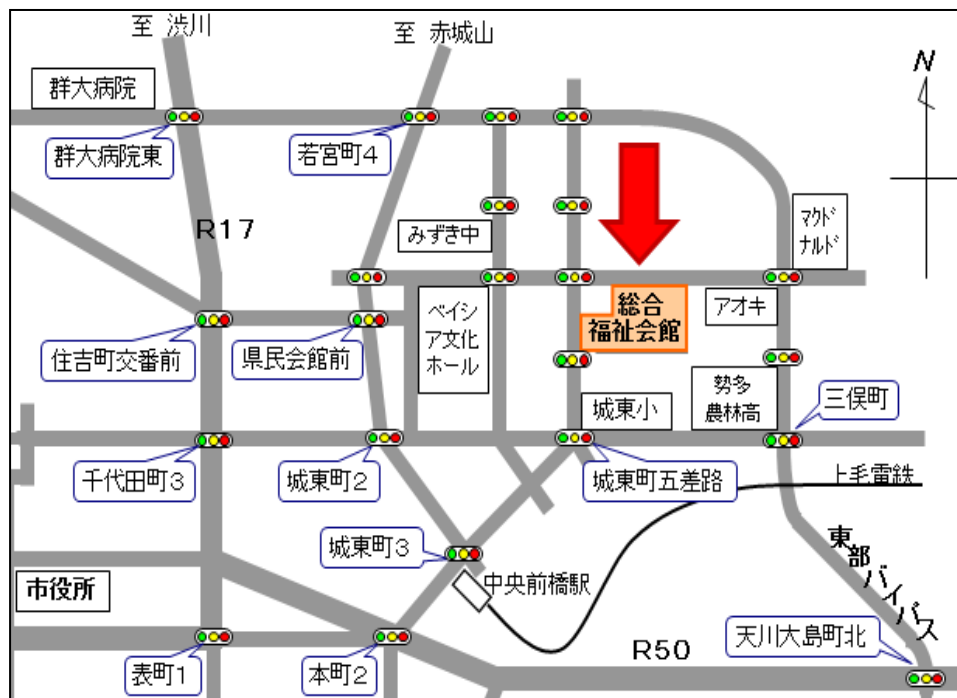 至 渋川
至 赤城山
N
群大病院
群大病院東
若宮町4
R17
みずき中
ﾏｸﾄﾞ
ﾅﾙﾄﾞ
総合
福祉会館
アオキ
ベイシ
ア文化
ホール
住吉町交番前
県民会館前
勢多
農林高
三俣町
城東小
千代田町3
城東町2
城東町五差路
上毛電鉄
城東町3
中央前橋駅
東部バイパス
市役所
表町1
本町2
R50
天川大島町北